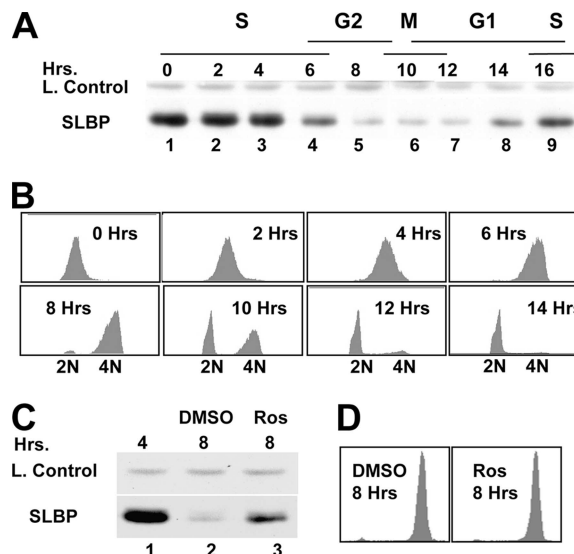 A
S G2 M G1 S
Hrs. 0 2 4 6 8 10 12 14 16
L. Control
SLBP
1 2 3 4 5 6 7 8 9
B
0 Hrs 2 Hrs 4 Hrs 6 Hrs
8 Hrs 10 Hrs 12 Hrs 14 Hrs
2N 4N 2N 4N 2N 4N 2N 4N
C
DMSO Ros
Hrs. 4 8 8
L. Control
SLBP
1 2 3
D
DMSO Ros
8 Hrs 8 Hrs